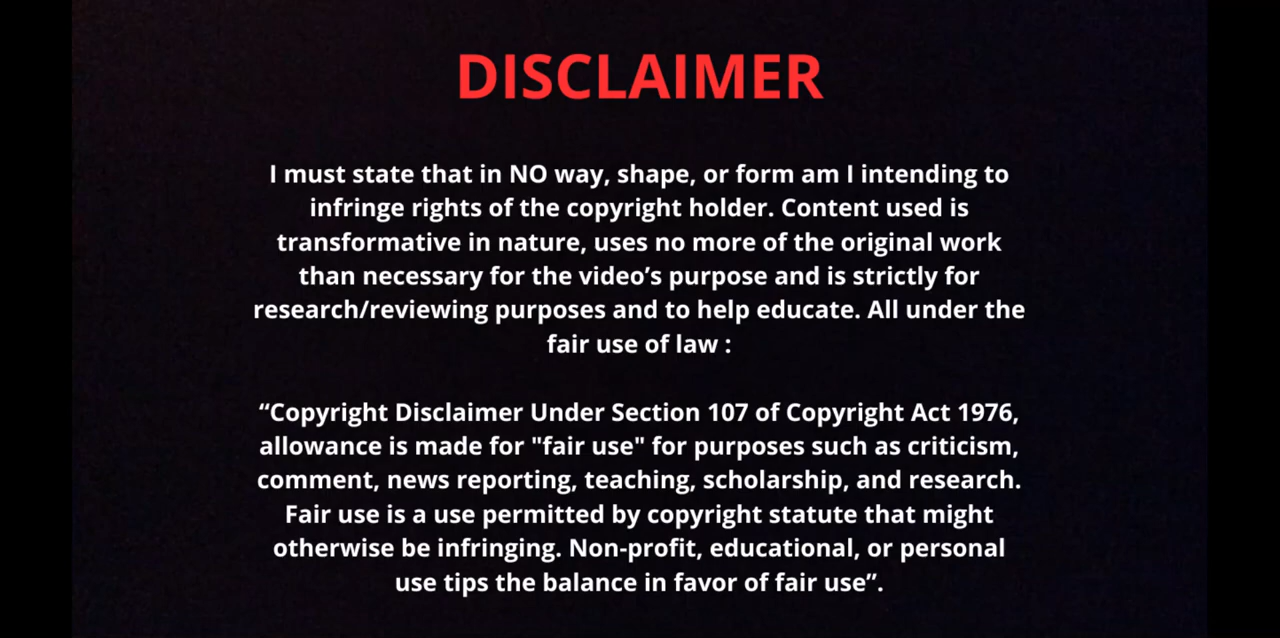 DISCLAIMER
I must state that in NO way, shape, or form am I intending to
infringe rights of the copyright holder. Content used is
transformative in nature, uses no more of the original work
than necessary for the video’s purpose and is strictly for
research/reviewing purposes and to help educate. All under the
fair use of law :
“Copyright Disclaimer Under Section 107 of Copyright Act 1976,
allowance is made for "fair use" for purposes such as criticism,
comment, news reporting, teaching, scholarship, and research.
Fair use is a use permitted by copyright statute that might
otherwise be infringing. Non-profit, educational, or personal
use tips the balance in favor of fair use”.